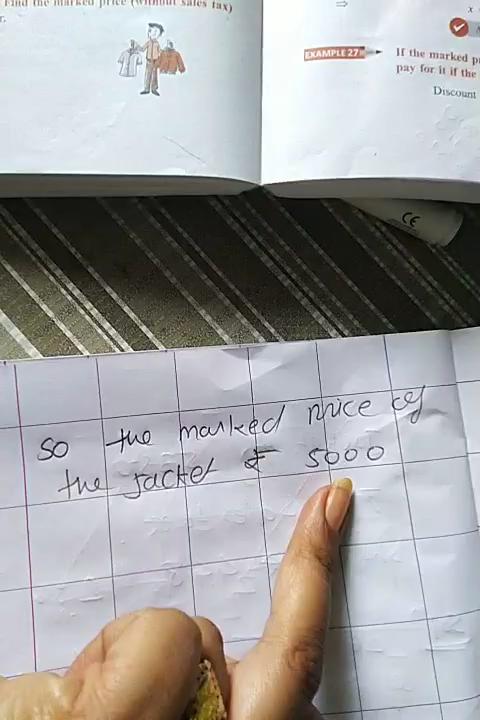 Find the marked price (without sales tax)
r.
⇒
x
EXAMPLE 27
If the marked
pay for it if the
Discount
CE
so the marked price of
the jacket ₹ 5000